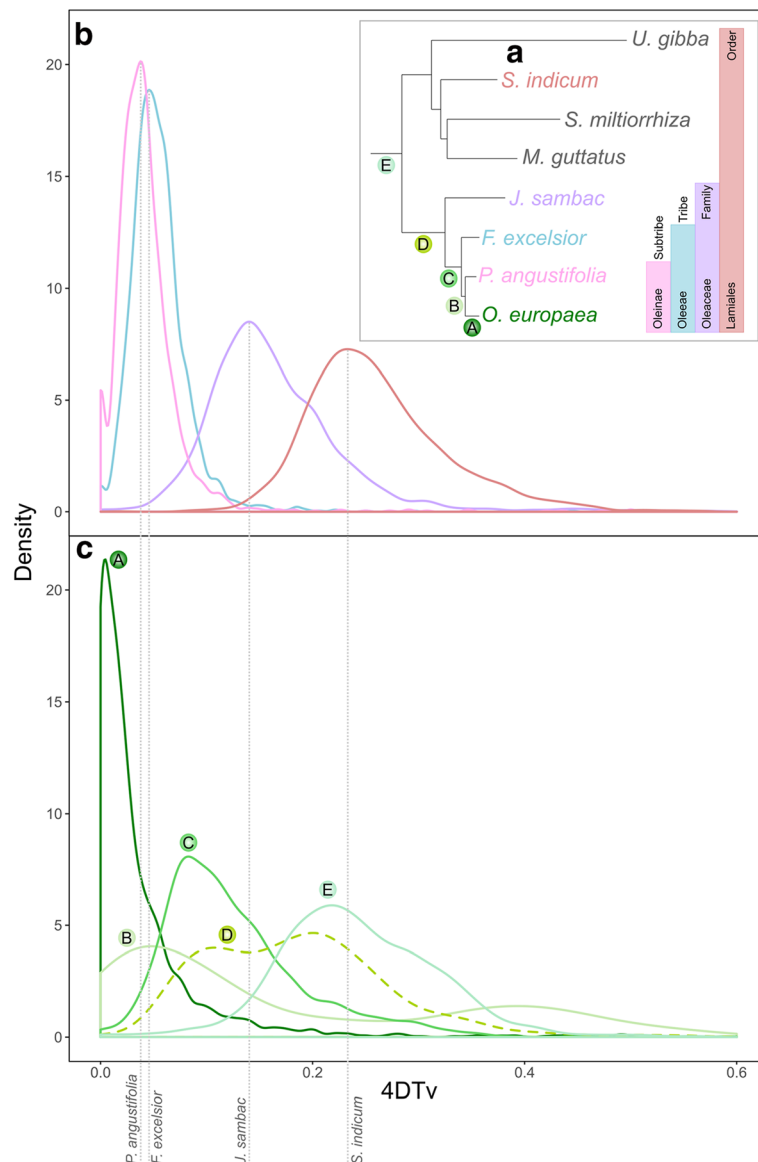 b
a
U. gibba
S. indicum
S. miltiorrhiza
M. guttatus
J. sambac
F. excelsior
P. angustifolia
O. europaea
E
D
C
B
A
Oleinae Subtribe
Oleeae Tribe
Oleaceae Family
Lamiales Order
20
15
10
5
0
Density
c
A
B
C
D
E
20
15
10
5
0
0.0 0.2 0.4 0.6
4DTv
P. angustifolia
F. excelsior
J. sambac
S. indicum